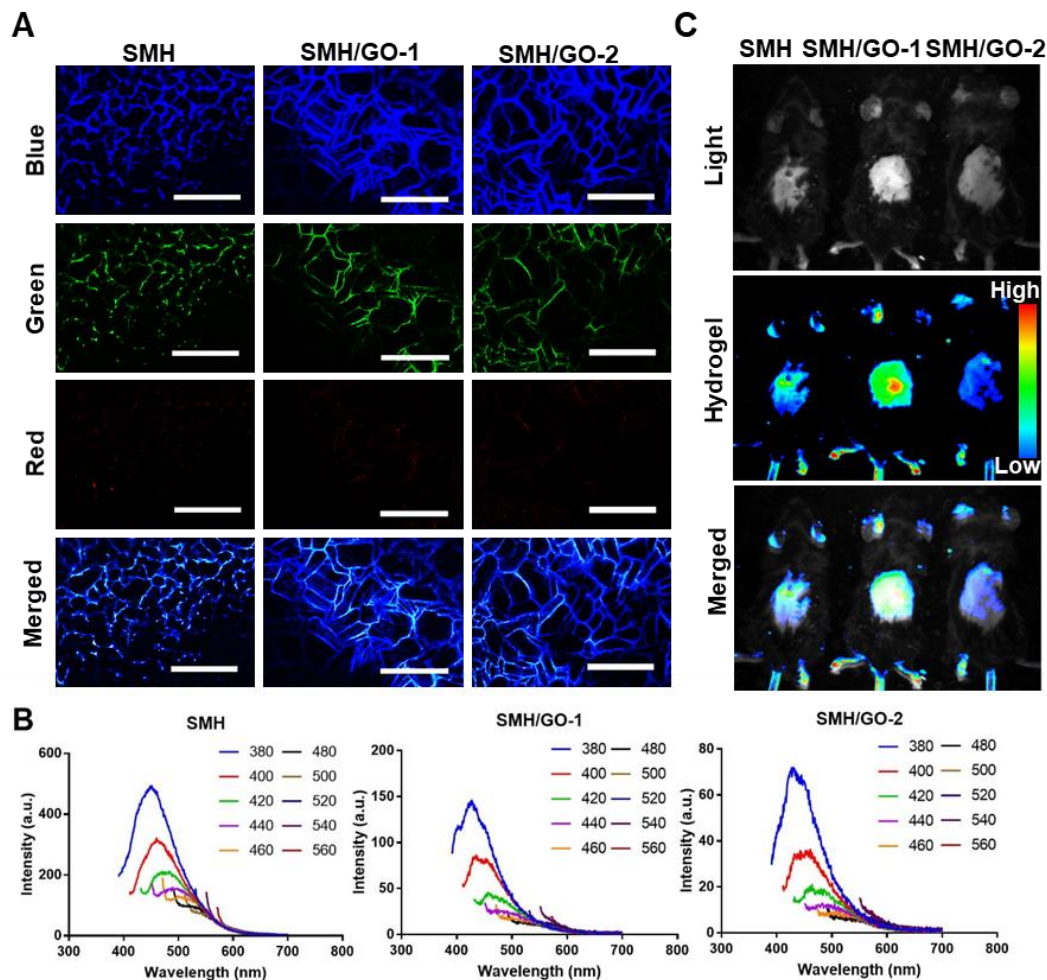 A
SMH
SMH/GO-1
SMH/GO-2
Blue
Green
Red
Merged
C
SMH SMH/GO-1 SMH/GO-2
Light
Hydrogel
High
Low
Merged
B
SMH
Intensity (a.u.)
600
400
200
0
300 400 500 600 700 800
Wavelength (nm)
380 480
400 500
420 520
440 540
460 560
SMH/GO-1
Intensity (a.u.)
200
150
100
50
0
300 400 500 600 700 800
Wavelength (nm)
380 480
400 500
420 520
440 540
460 560
SMH/GO-2
Intensity (a.u.)
80
60
40
20
0
300 400 500 600 700 800
Wavelength (nm)
380 480
400 500
420 520
440 540
460 560